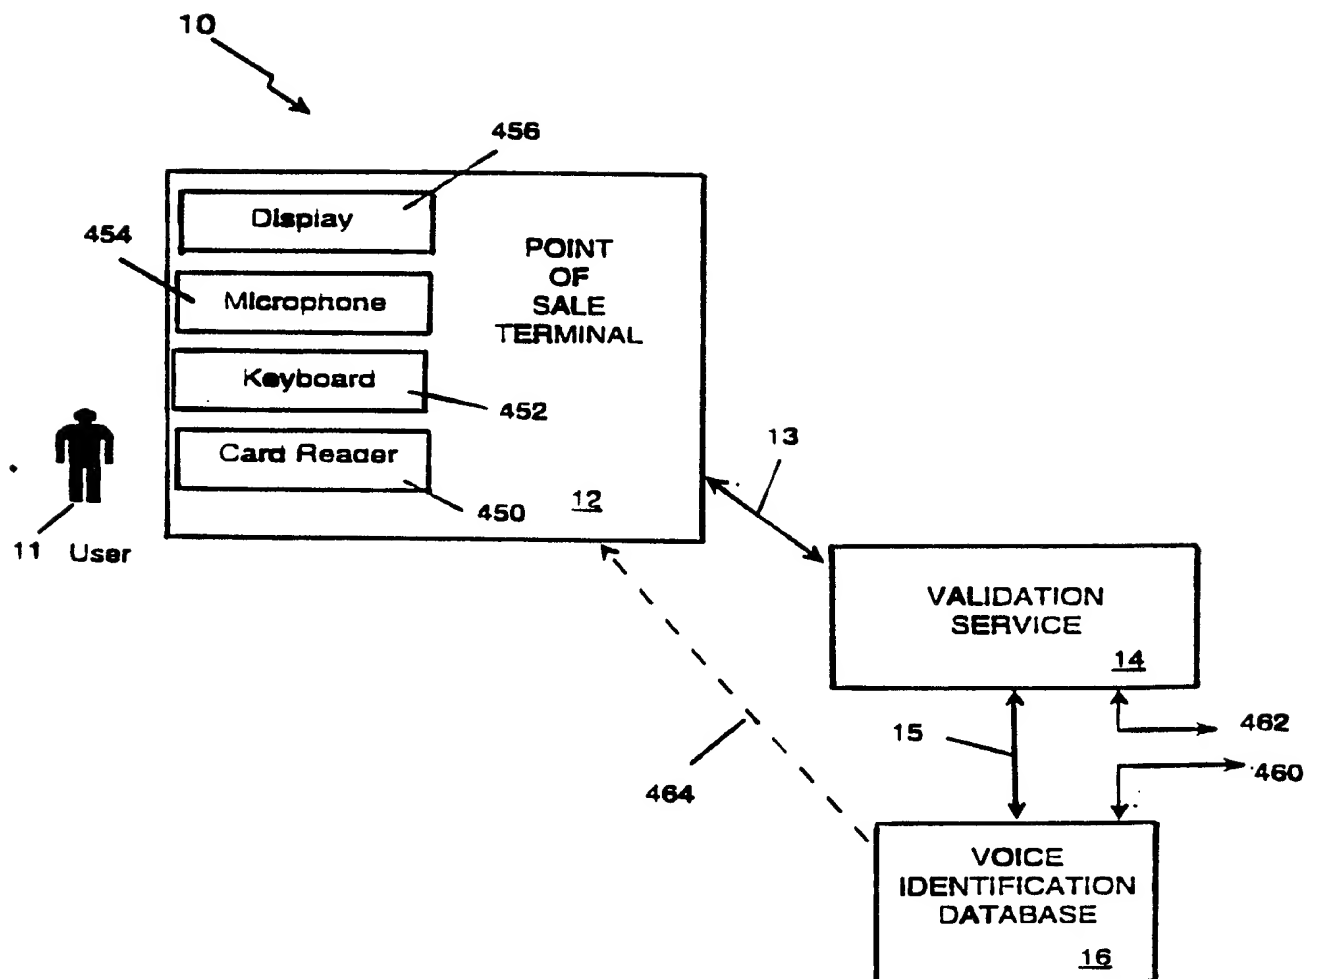 10
456
Display
454
POINT
OF
SALE
TERMINAL
Microphone
Keyboard
452
Card Reader
450
12
13
11 User
VALIDATION
SERVICE
14
15
462
460
464
VOICE
IDENTIFICATION
DATABASE
16